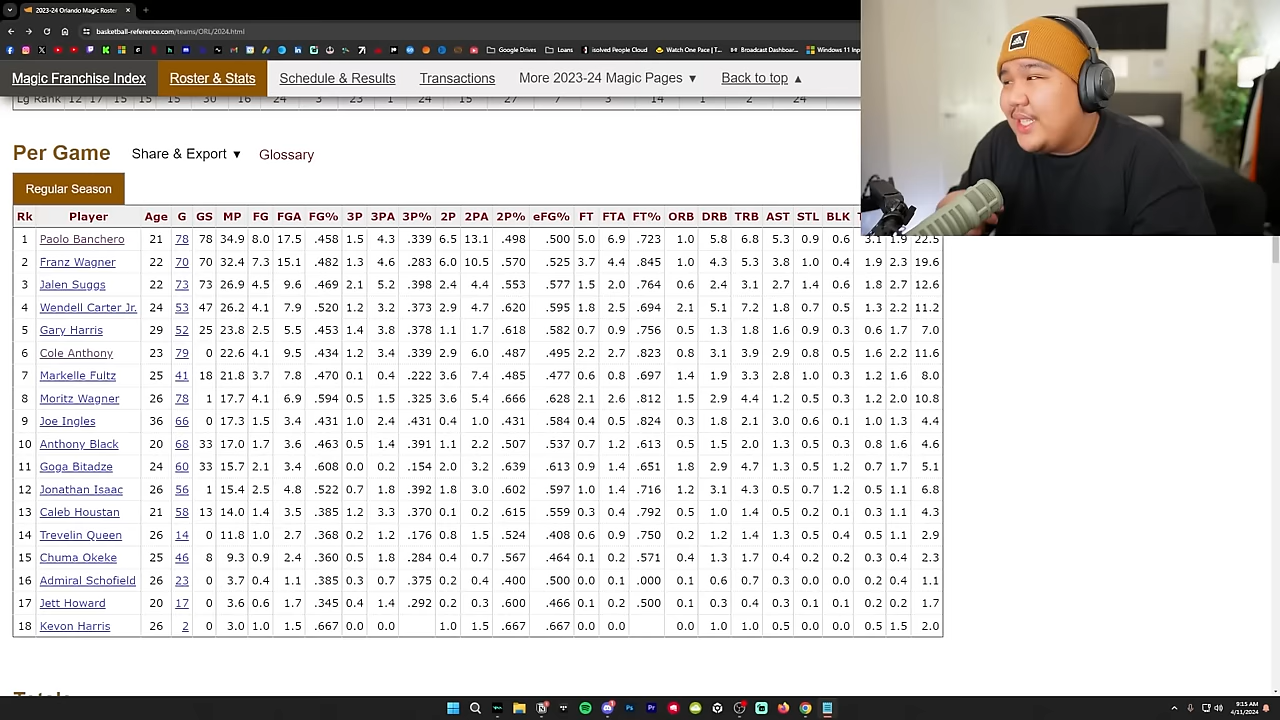 2023-24 Orlando Magic Roster
basketball-reference.com/teams/ORL/2024.html
Google Drives Loans isolved People Cloud Watch One Pace | T... Broadcast Dashboar... Windows 11 Inp
Magic Franchise Index Roster & Stats Schedule & Results Transactions More 2023-24 Magic Pages ▼ Back to top ▲
Lg Rank 12 17 15 15 15 30 16 24 3 23 1 24 15 27 7 3 14 1 2 24
Per Game Share & Export ▼ Glossary
Regular Season
Rk Player Age G GS MP FG FGA FG% 3P 3PA 3P% 2P 2PA 2P% eFG% FT FTA FT% ORB DRB TRB AST STL BLK
1 Paolo Banchero 21 78 78 34.9 8.0 17.5 .458 1.5 4.3 .339 6.5 13.1 .498 .500 5.0 6.9 .723 1.0 5.8 6.8 5.3 0.9 0.6 3.1 1.9 22.5
2 Franz Wagner 22 70 70 32.4 7.3 15.1 .482 1.3 4.6 .283 6.0 10.5 .570 .525 3.7 4.4 .845 1.0 4.3 5.3 3.8 1.0 0.4 1.9 2.3 19.6
3 Jalen Suggs 22 73 73 26.9 4.5 9.6 .469 2.1 5.2 .398 2.4 4.4 .553 .577 1.5 2.0 .764 0.6 2.4 3.1 2.7 1.4 0.6 1.8 2.7 12.6
4 Wendell Carter Jr. 24 53 47 26.2 4.1 7.9 .520 1.2 3.2 .373 2.9 4.7 .620 .595 1.8 2.5 .694 2.1 5.1 7.2 1.8 0.7 0.5 1.3 2.2 11.2
5 Gary Harris 29 52 25 23.8 2.5 5.5 .453 1.4 3.8 .378 1.1 1.7 .618 .582 0.7 0.9 .756 0.5 1.3 1.8 1.6 0.9 0.3 0.6 1.7 7.0
6 Cole Anthony 23 79 0 22.6 4.1 9.5 .434 1.2 3.4 .339 2.9 6.0 .487 .495 2.2 2.7 .823 0.8 3.1 3.9 2.9 0.8 0.5 1.6 2.2 11.6
7 Markelle Fultz 25 41 18 21.8 3.7 7.8 .470 0.1 0.4 .222 3.6 7.4 .485 .477 0.6 0.8 .697 1.4 1.9 3.3 2.8 1.0 0.3 1.2 1.6 8.0
8 Moritz Wagner 26 78 1 17.7 4.1 6.9 .594 0.5 1.5 .325 3.6 5.4 .666 .628 2.1 2.6 .812 1.5 2.9 4.4 1.2 0.5 0.3 1.2 2.0 10.8
9 Joe Ingles 36 66 0 17.3 1.5 3.4 .431 1.0 2.4 .431 0.4 1.0 .431 .584 0.4 0.5 .824 0.3 1.8 2.1 3.0 0.6 0.1 1.0 1.3 4.4
10 Anthony Black 20 68 33 17.0 1.7 3.6 .463 0.5 1.4 .391 1.1 2.2 .507 .537 0.7 1.2 .613 0.5 1.5 2.0 1.3 0.5 0.3 0.8 1.6 4.6
11 Goga Bitadze 24 60 33 15.7 2.1 3.4 .608 0.0 0.2 .154 2.0 3.2 .639 .613 0.9 1.4 .651 1.8 2.9 4.7 1.3 0.5 1.2 0.7 1.7 5.1
12 Jonathan Isaac 26 56 1 15.4 2.5 4.8 .522 0.7 1.8 .392 1.8 3.0 .602 .597 1.0 1.4 .716 1.2 3.1 4.3 0.5 0.7 1.2 0.5 1.1 6.8
13 Caleb Houstan 21 58 13 14.0 1.4 3.5 .385 1.2 3.3 .370 0.1 0.2 .615 .559 0.3 0.4 .792 0.5 1.0 1.4 0.5 0.2 0.1 0.3 1.1 4.3
14 Trevelin Queen 26 14 0 11.8 1.0 2.7 .368 0.2 1.2 .176 0.8 1.5 .524 .408 0.6 0.9 .750 0.2 1.2 1.4 1.3 0.5 0.4 0.5 1.1 2.9
15 Chuma Okeke 25 46 8 9.3 0.9 2.4 .360 0.5 1.8 .284 0.4 0.7 .567 .464 0.1 0.2 .571 0.4 1.3 1.7 0.4 0.2 0.2 0.3 0.4 2.3
16 Admiral Schofield 26 23 0 3.7 0.4 1.1 .385 0.3 0.7 .375 0.2 0.4 .400 .500 0.0 0.1 .000 0.1 0.6 0.7 0.3 0.0 0.0 0.2 0.4 1.1
17 Jett Howard 20 17 0 3.6 0.6 1.7 .345 0.4 1.4 .292 0.2 0.3 .600 .466 0.1 0.2 .500 0.1 0.3 0.4 0.3 0.1 0.1 0.2 0.2 1.7
18 Kevon Harris 26 2 0 3.0 1.0 1.5 .667 0.0 0.0 1.0 1.5 .667 .667 0.0 0.0 0.0 1.0 1.0 0.5 0.0 0.0 0.5 1.5 2.0
9:15 AM
4/11/2024